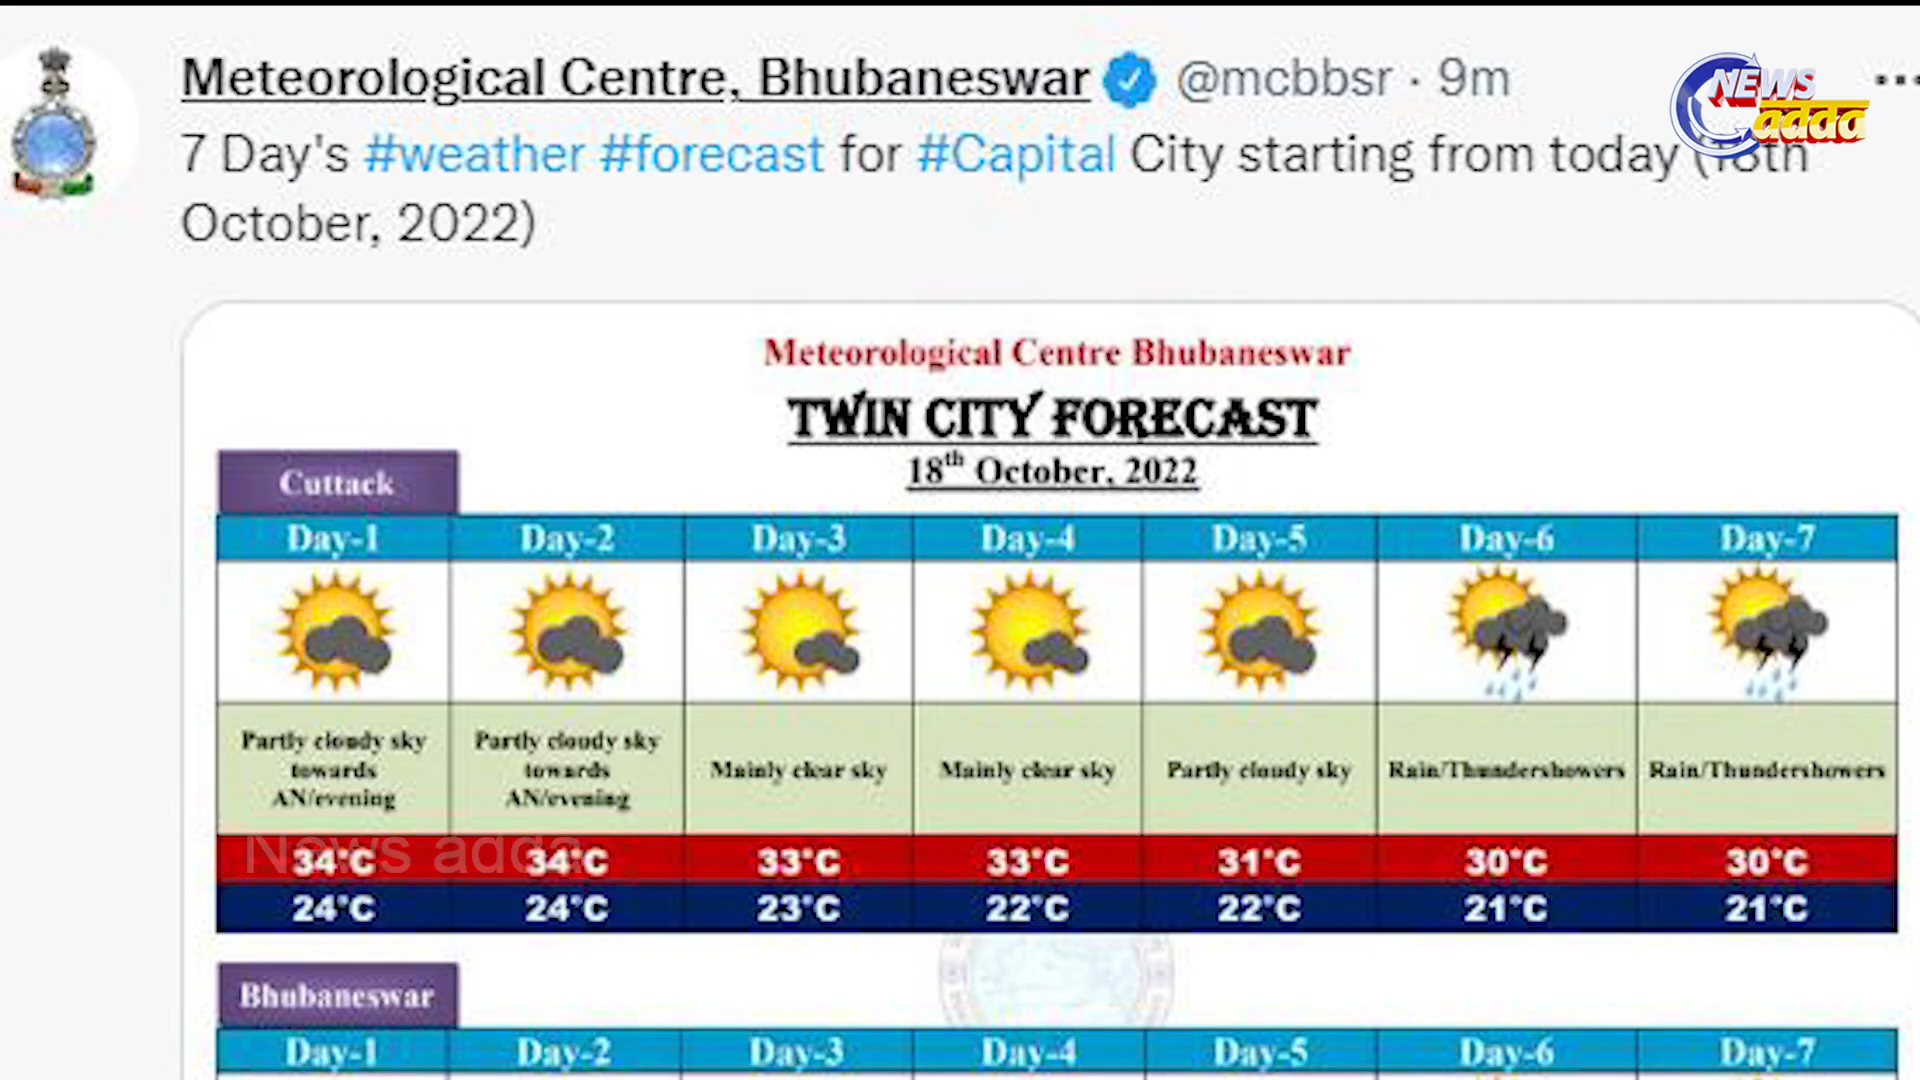 Meteorological Centre, Bhubaneswar @mcbbsr · 9m
NEWS
adda
7 Day's #weather #forecast for #Capital City starting from today (18th
October, 2022)
Meteorological Centre Bhubaneswar
TWIN CITY FORECAST
18th October, 2022
Cuttack
Day-1 Day-2 Day-3 Day-4 Day-5 Day-6 Day-7
Partly cloudy sky towards AN/evening Partly cloudy sky towards AN/evening Mainly clear sky Mainly clear sky Partly cloudy sky Rain/Thundershowers Rain/Thundershowers
News adda
34°C 34°C 33°C 33°C 31°C 30°C 30°C
24°C 24°C 23°C 22°C 22°C 21°C 21°C
Bhubaneswar
Day-1 Day-2 Day-3 Day-4 Day-5 Day-6 Day-7